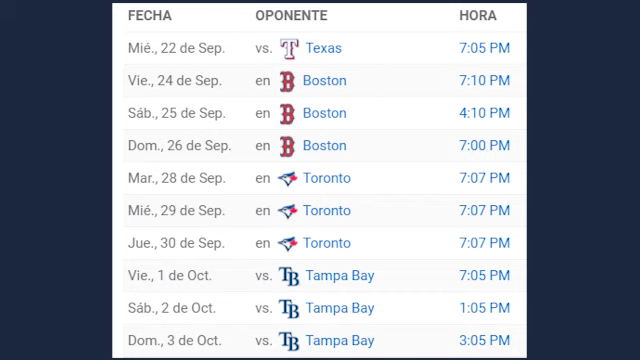 FECHA OPONENTE HORA
Mié., 22 de Sep. vs. T Texas 7:05 PM
Vie., 24 de Sep. en B Boston 7:10 PM
Sáb., 25 de Sep. en B Boston 4:10 PM
Dom., 26 de Sep. en B Boston 7:00 PM
Mar., 28 de Sep. en Toronto 7:07 PM
Mié., 29 de Sep. en Toronto 7:07 PM
Jue., 30 de Sep. en Toronto 7:07 PM
Vie., 1 de Oct. vs. TB Tampa Bay 7:05 PM
Sáb., 2 de Oct. vs. TB Tampa Bay 1:05 PM
Dom., 3 de Oct. vs. TB Tampa Bay 3:05 PM